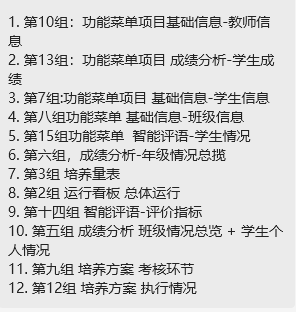 1. 第10组：功能菜单项目基础信息-教师信
息
2. 第13组：功能菜单项目 成绩分析-学生成
绩
3. 第7组:功能菜单项目 基础信息-学生信息
4. 第八组功能菜单 基础信息-班级信息
5. 第15组功能菜单  智能评语-学生情况
6. 第六组，成绩分析-年级情况总揽
7. 第3组 培养量表
8. 第2组 运行看板 总体运行
9. 第十四组 智能评语-评价指标
10. 第五组 成绩分析 班级情况总览 + 学生个
人情况
11. 第九组 培养方案 考核环节
12. 第12组 培养方案 执行情况